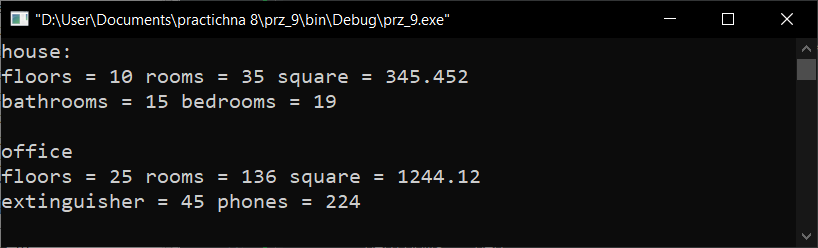 "D:\User\Documents\practichna 8\prz_9\bin\Debug\prz_9.exe"
house:
floors = 10 rooms = 35 square = 345.452
bathrooms = 15 bedrooms = 19
office
floors = 25 rooms = 136 square = 1244.12
extinguisher = 45 phones = 224